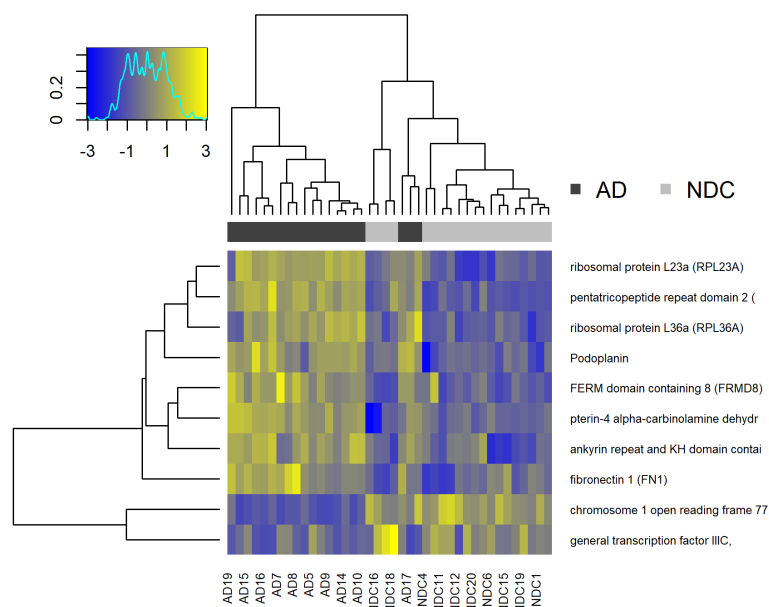 0.2
0
-3 -1 1 3
AD NDC
ribosomal protein L23a (RPL23A)
pentatricopeptide repeat domain 2 (
ribosomal protein L36a (RPL36A)
Podoplanin
FERM domain containing 8 (FRMD8)
pterin-4 alpha-carbinolamine dehydr
ankyrin repeat and KH domain contai
fibronectin 1 (FN1)
chromosome 1 open reading frame 77
general transcription factor IIIC,
AD19 AD15 AD16 AD7 AD8 AD5 AD9 AD14 AD10 IDC16 IDC18 AD17 NDC4 IDC11 IDC12 IDC20 NDC6 IDC15 IDC19 NDC1